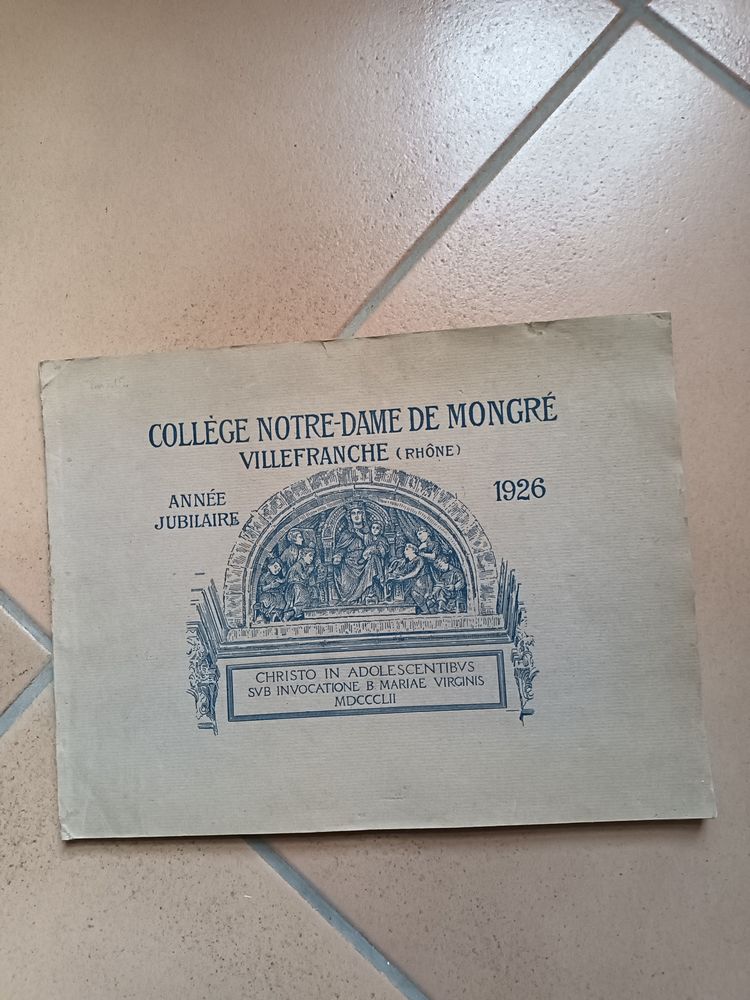 COLLÈGE NOTRE-DAME DE MONGRÉ
VILLEFRANCHE (RHÔNE)
ANNÉE
JUBILAIRE
1926
CHRISTO IN ADOLESCENTIBVS
SVB INVOCATIONE B MARIAE VIRGINIS
MDCCCLII